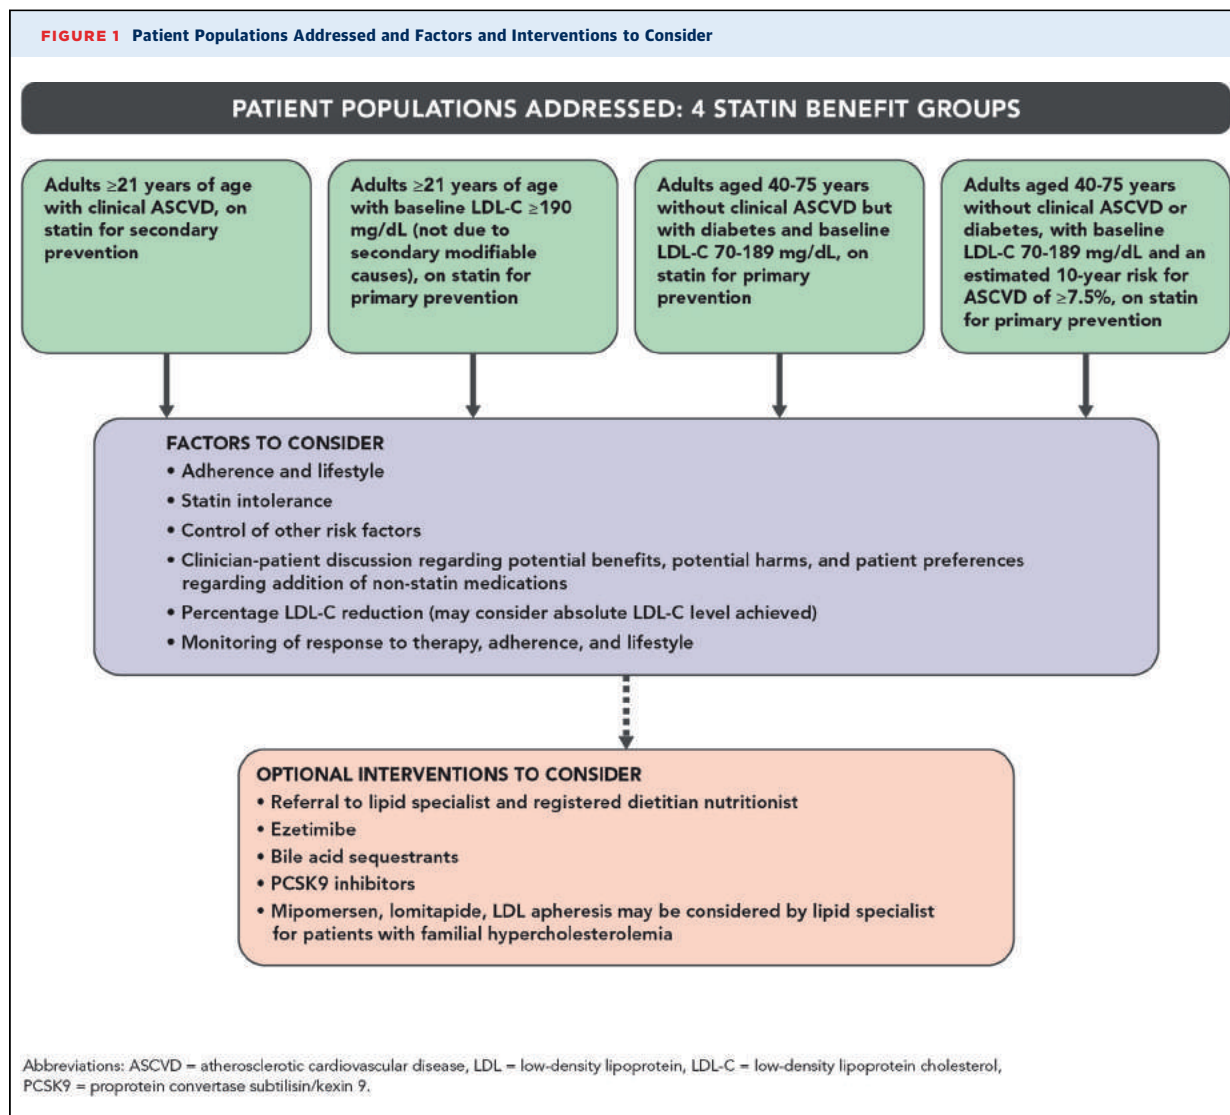 FIGURE 1 Patient Populations Addressed and Factors and Interventions to Consider
PATIENT POPULATIONS ADDRESSED: 4 STATIN BENEFIT GROUPS
Adults ≥21 years of age
with clinical ASCVD, on
statin for secondary
prevention
Adults ≥21 years of age
with baseline LDL-C ≥190
mg/dL (not due to
secondary modifiable
causes), on statin for
primary prevention
Adults aged 40-75 years
without clinical ASCVD but
with diabetes and baseline
LDL-C 70-189 mg/dL, on
statin for primary
prevention
Adults aged 40-75 years
without clinical ASCVD or
diabetes, with baseline
LDL-C 70-189 mg/dL and an
estimated 10-year risk for
ASCVD of ≥7.5%, on statin
for primary prevention
FACTORS TO CONSIDER
• Adherence and lifestyle
• Statin intolerance
• Control of other risk factors
• Clinician-patient discussion regarding potential benefits, potential harms, and patient preferences
regarding addition of non-statin medications
• Percentage LDL-C reduction (may consider absolute LDL-C level achieved)
• Monitoring of response to therapy, adherence, and lifestyle
OPTIONAL INTERVENTIONS TO CONSIDER
• Referral to lipid specialist and registered dietitian nutritionist
• Ezetimibe
• Bile acid sequestrants
• PCSK9 inhibitors
• Mipomersen, lomitapide, LDL apheresis may be considered by lipid specialist
for patients with familial hypercholesterolemia
Abbreviations: ASCVD = atherosclerotic cardiovascular disease, LDL = low-density lipoprotein, LDL-C = low-density lipoprotein cholesterol,
PCSK9 = proprotein convertase subtilisin/kexin 9.